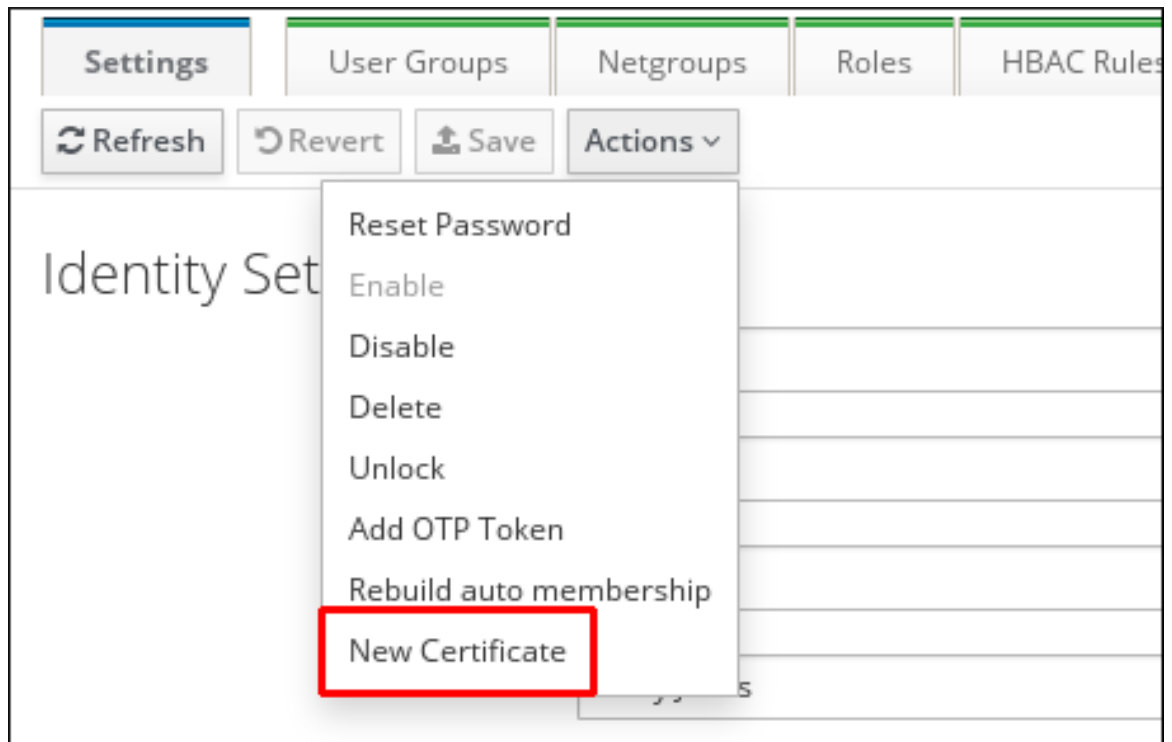 Settings User Groups Netgroups Roles HBAC Rules
Refresh Revert Save Actions
Reset Password
Identity Set
Enable
Disable
Delete
Unlock
Add OTP Token
Rebuild auto membership
New Certificate